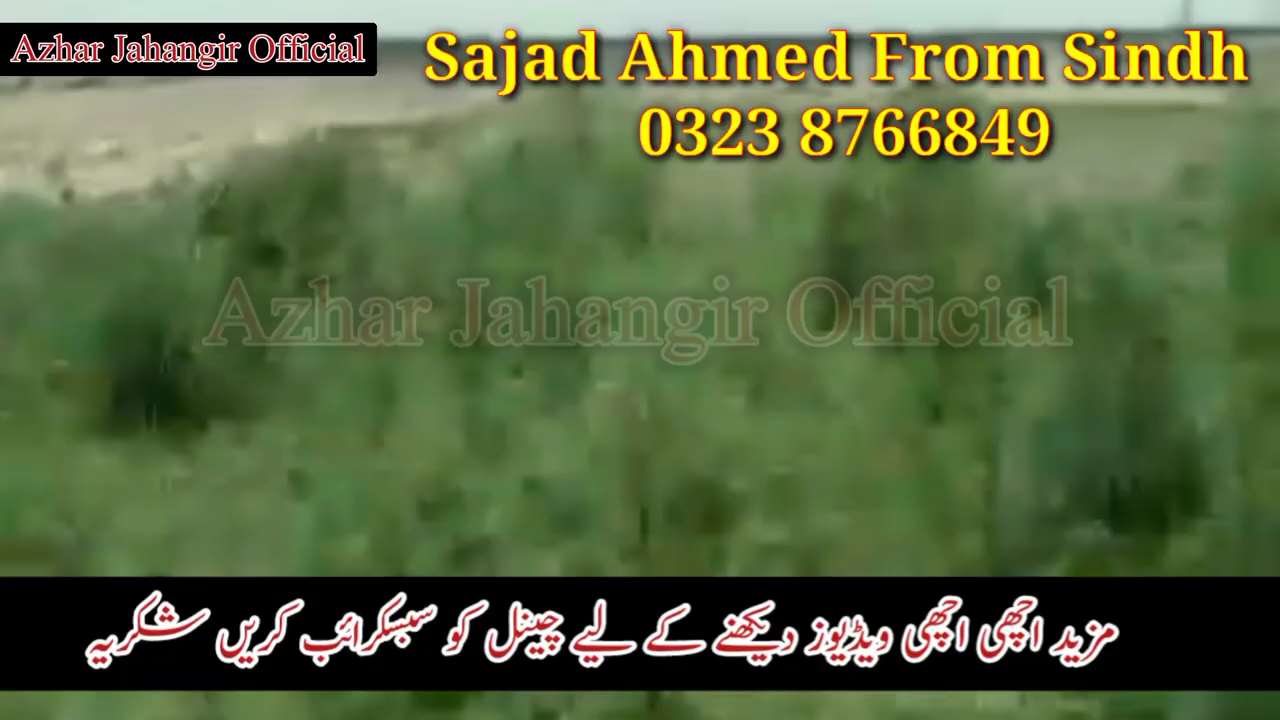 Azhar Jahangir Official
Sajad Ahmed From Sindh
0323 8766849
Azhar Jahangir Official
مزید اچھی اچھی ویڈیوز دیکھنے کے لیے چینل کو سبسکرائب کریں شکریہ